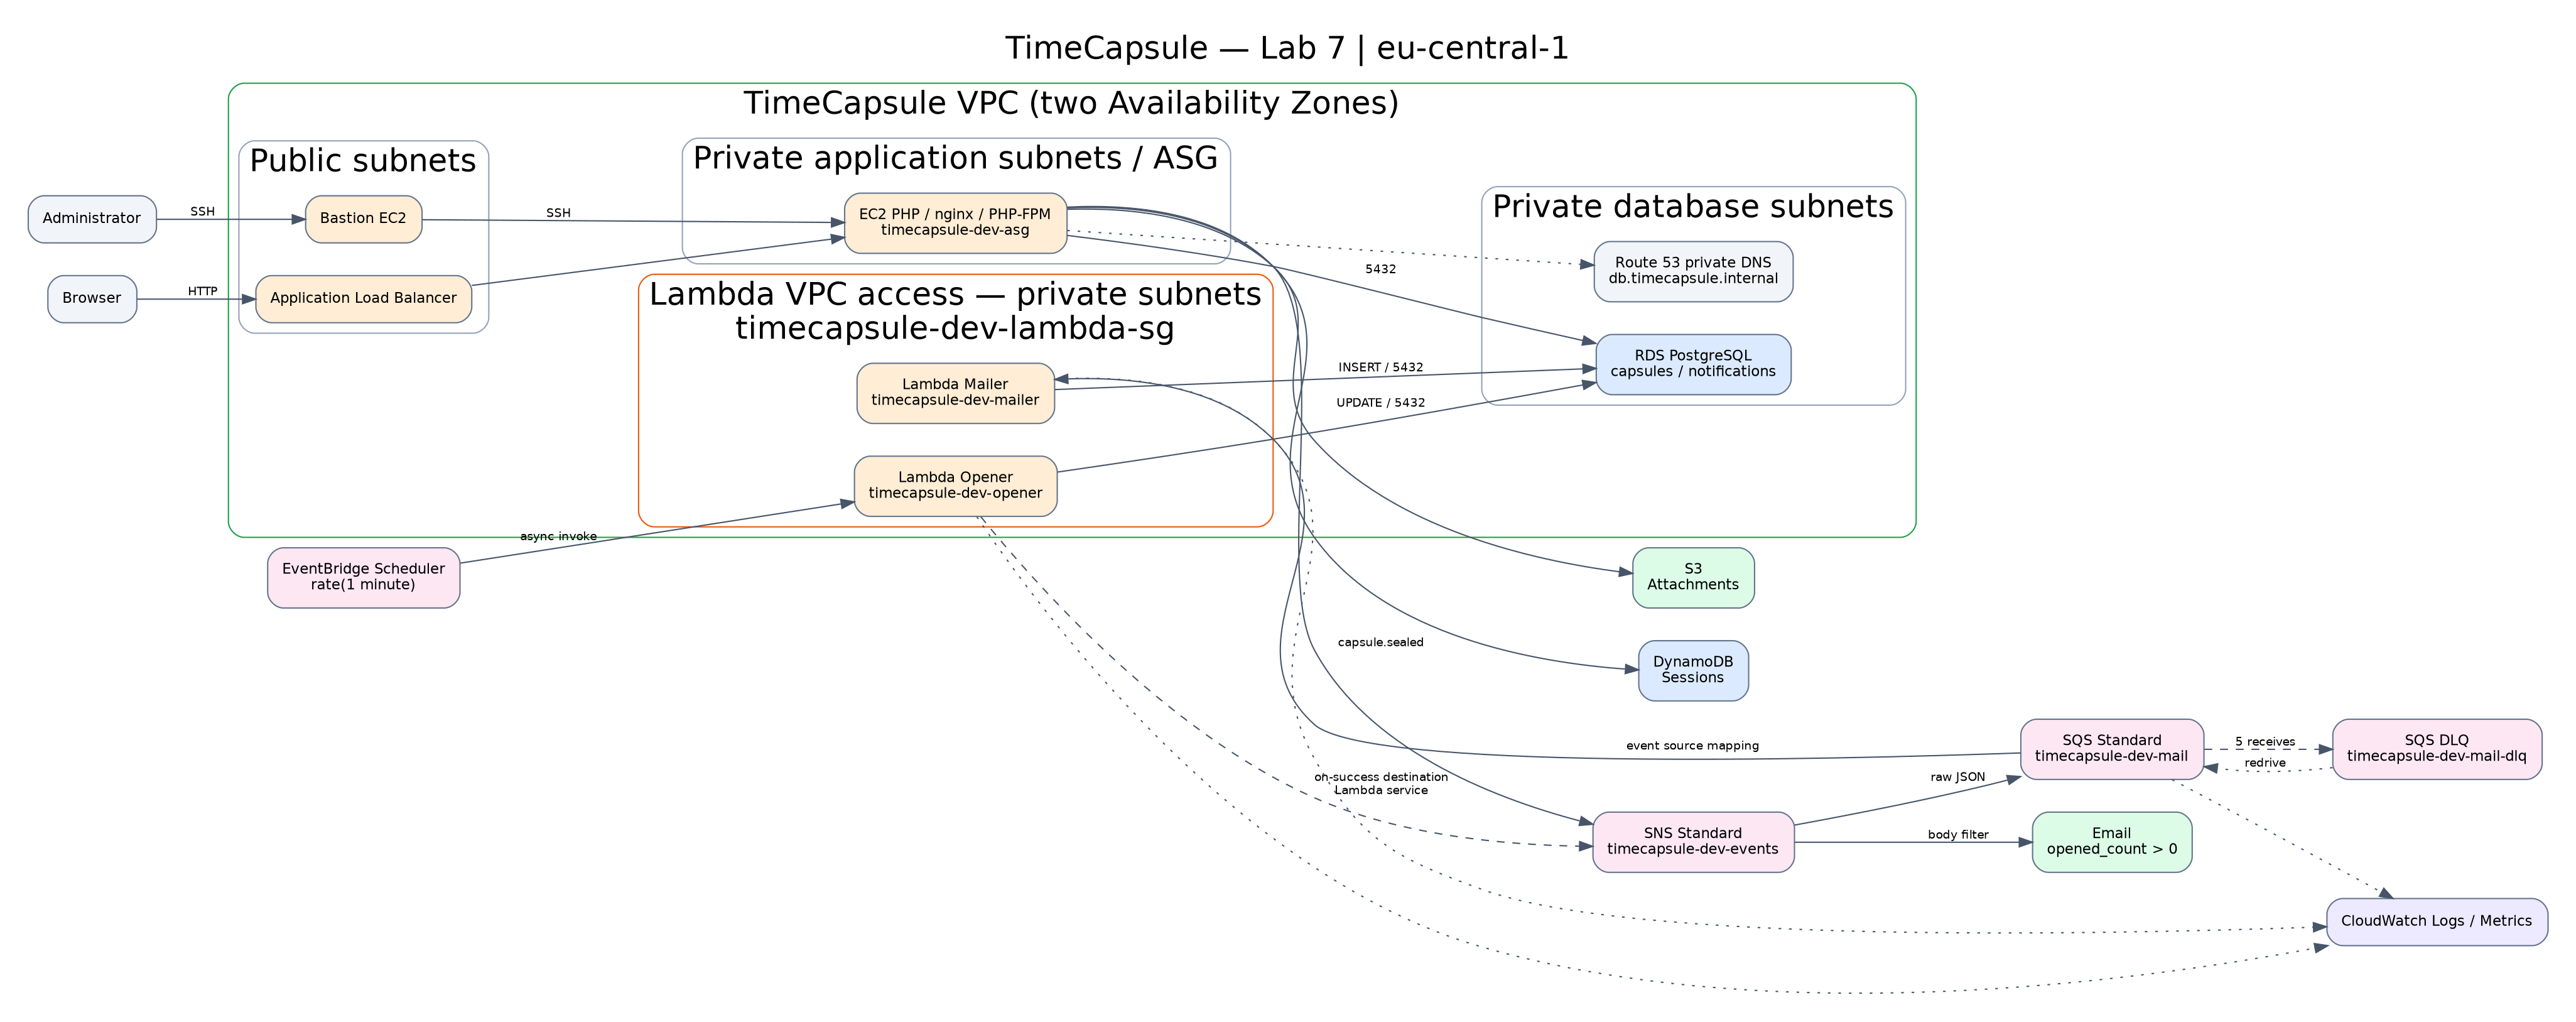 TimeCapsule — Lab 7 | eu-central-1
TimeCapsule VPC (two Availability Zones)
Public subnets
Private application subnets / ASG
Private database subnets
Administrator
SSH
Bastion EC2
SSH
EC2 PHP / nginx / PHP-FPM
timecapsule-dev-asg
Browser
HTTP
Application Load Balancer
Route 53 private DNS
db.timecapsule.internal
5432
Lambda VPC access — private subnets
timecapsule-dev-lambda-sg
RDS PostgreSQL
capsules / notifications
Lambda Mailer
timecapsule-dev-mailer
INSERT / 5432
UPDATE / 5432
Lambda Opener
timecapsule-dev-opener
async invoke
EventBridge Scheduler
rate(1 minute)
S3
Attachments
capsule.sealed
DynamoDB
Sessions
event source mapping
SQS Standard
timecapsule-dev-mail
5 receives
redrive
SQS DLQ
timecapsule-dev-mail-dlq
on-success destination
Lambda service
raw JSON
SNS Standard
timecapsule-dev-events
body filter
Email
opened_count > 0
CloudWatch Logs / Metrics